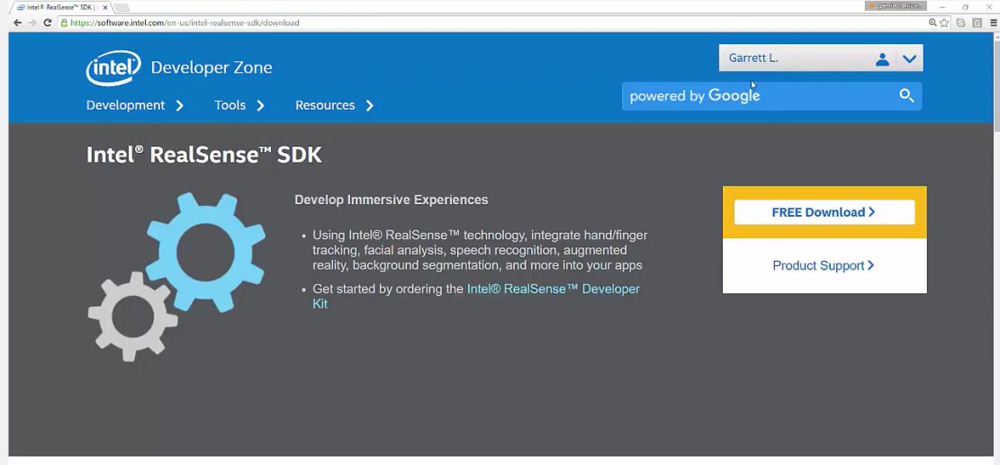 Intel® RealSense™ SDK |
https://software.intel.com/en-us/intel-realsense-sdk/download
intel
Developer Zone
Garrett L.
powered by Google
Development
Tools
Resources
Intel® RealSense™ SDK
Develop Immersive Experiences
• Using Intel® RealSense™ technology, integrate hand/finger
tracking, facial analysis, speech recognition, augmented
reality, background segmentation, and more into your apps
• Get started by ordering the Intel® RealSense™ Developer
Kit
FREE Download
Product Support